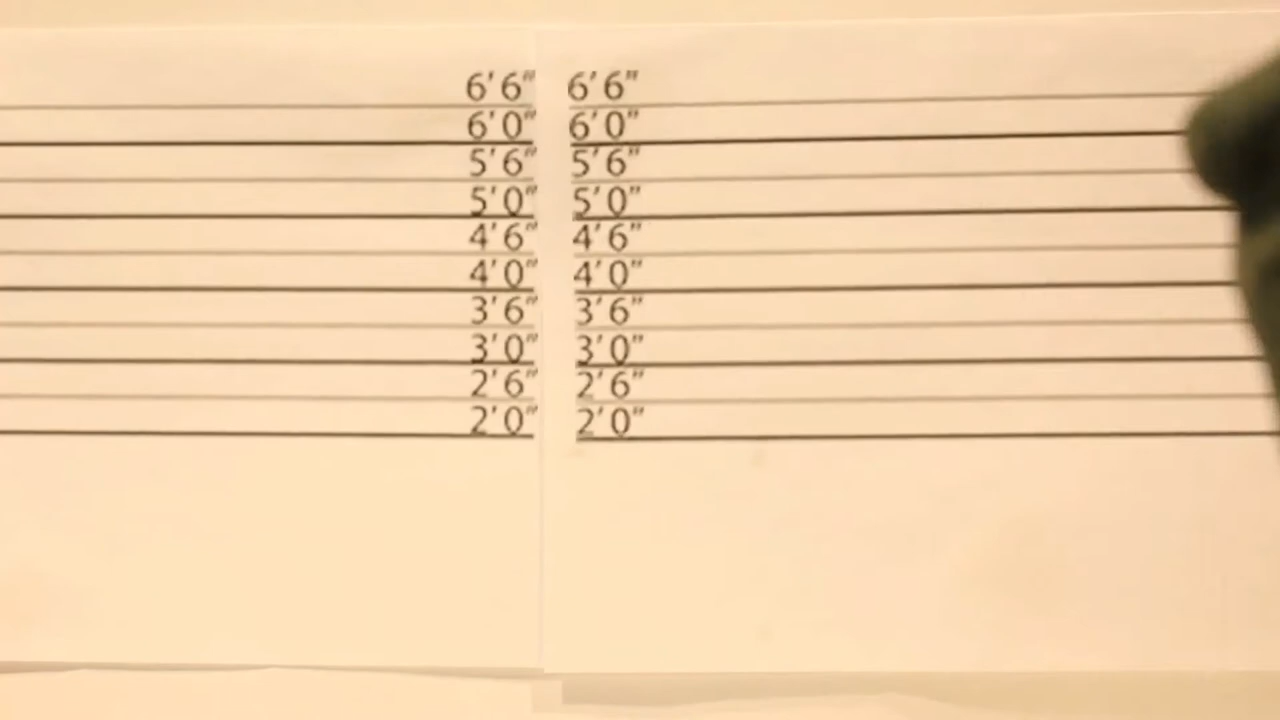 6' 6" 6' 6"
6' 0" 6' 0"
5' 6" 5' 6"
5' 0" 5' 0"
4' 6" 4' 6"
4' 0" 4' 0"
3' 6" 3' 6"
3' 0" 3' 0"
2' 6" 2' 6"
2' 0" 2' 0"